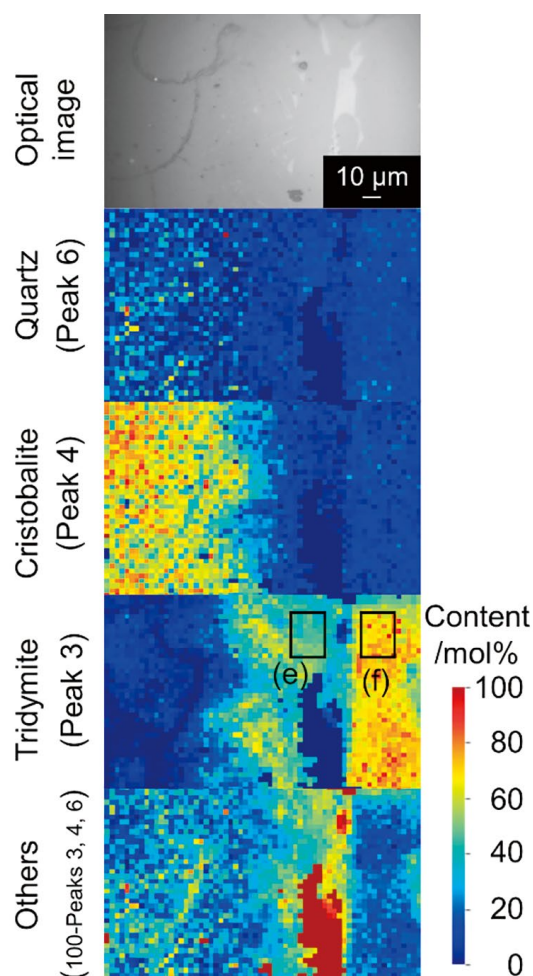 Optical
image
10 μm
Quartz
(Peak 6)
Cristobalite
(Peak 4)
Tridymite
(Peak 3)
(e)
(f)
Others
(100-Peaks 3, 4, 6)
Content
/mol%
100
80
60
40
20
0